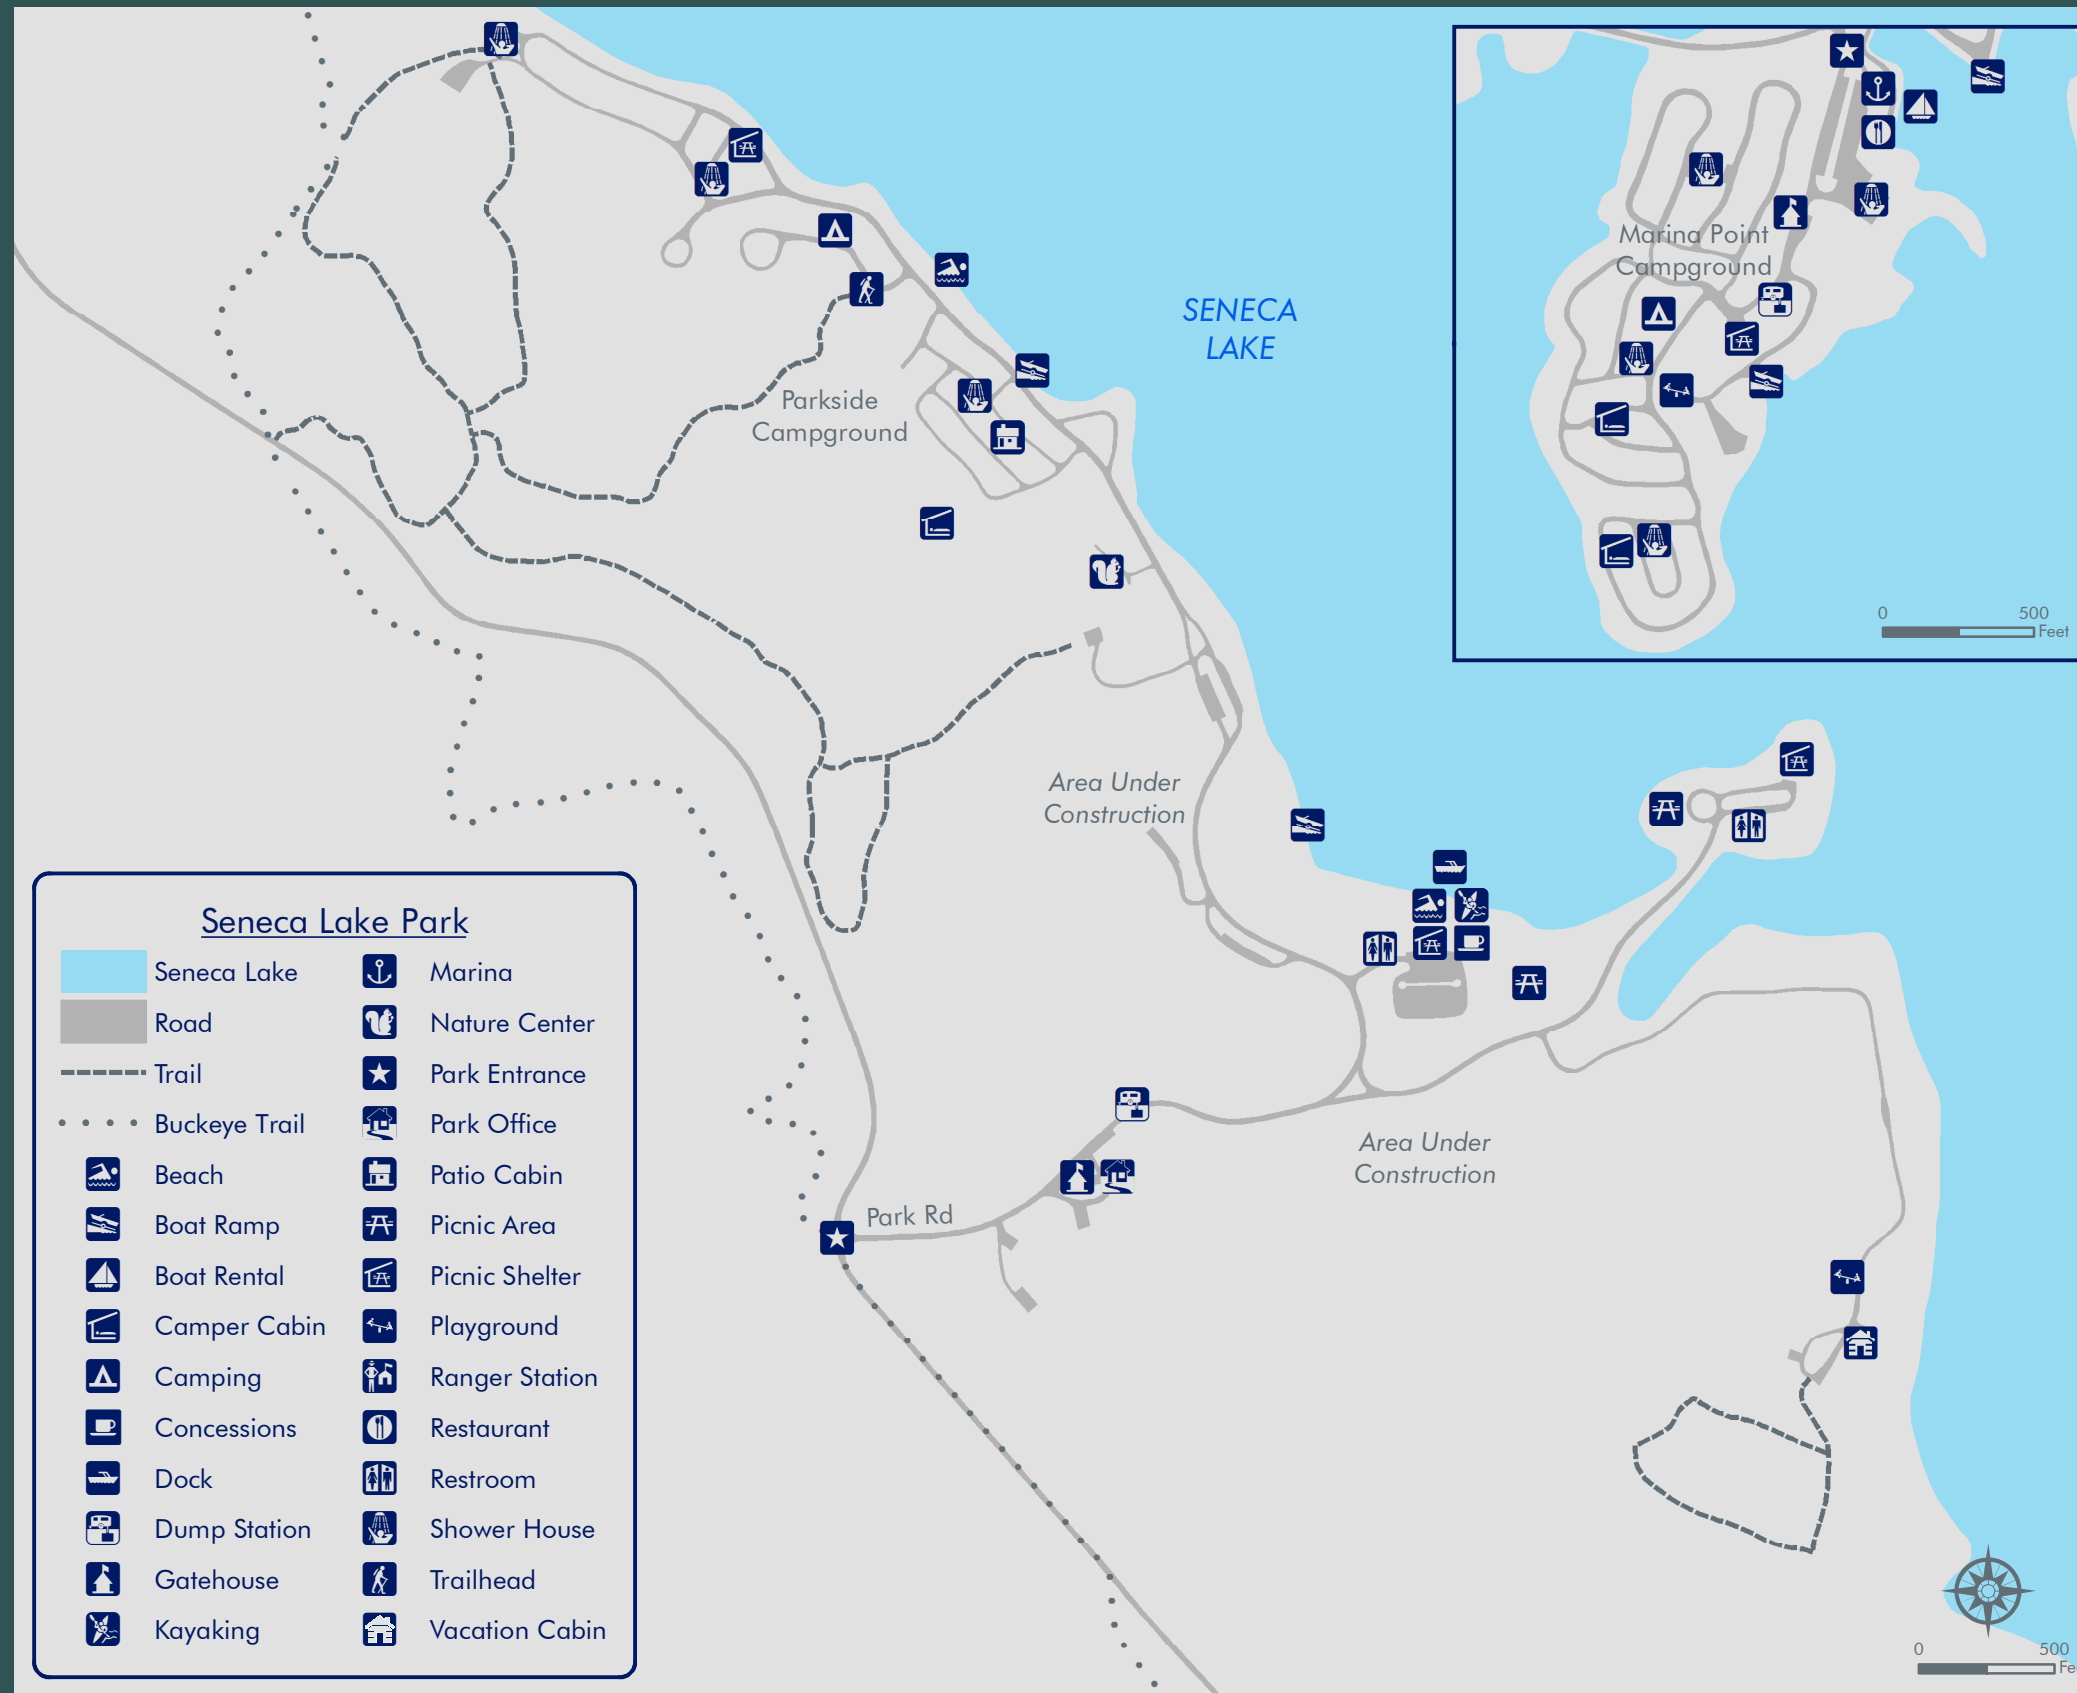 SENECA
LAKE
Parkside
Campground
Marina Point
Campground
0 500
Feet
Area Under
Construction
Area Under
Construction
Park Rd
Seneca Lake Park
Seneca Lake
Road
Trail
Buckeye Trail
Beach
Boat Ramp
Boat Rental
Camper Cabin
Camping
Concessions
Dock
Dump Station
Gatehouse
Kayaking
Marina
Nature Center
Park Entrance
Park Office
Patio Cabin
Picnic Area
Picnic Shelter
Playground
Ranger Station
Restaurant
Restroom
Shower House
Trailhead
Vacation Cabin
0 500
Fe